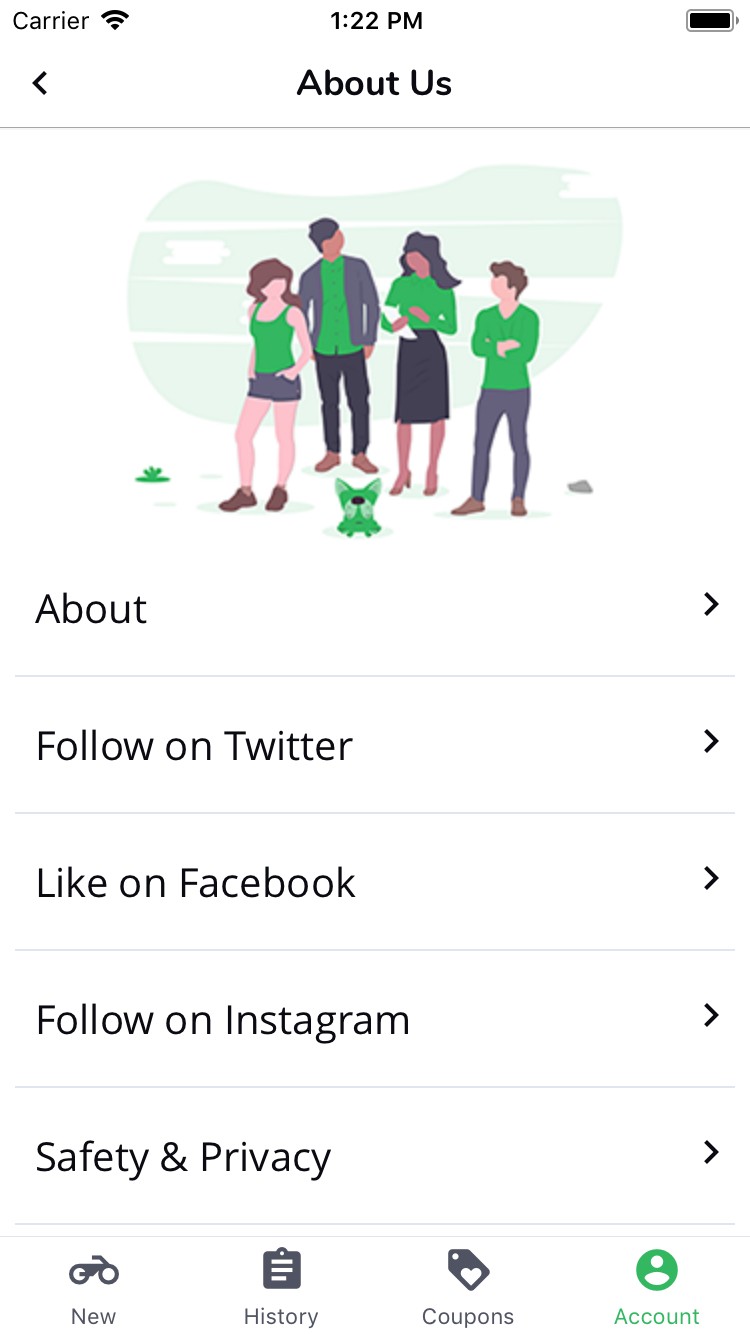 Carrier 1:22 PM
About Us
About
Follow on Twitter
Like on Facebook
Follow on Instagram
Safety & Privacy
New History Coupons Account